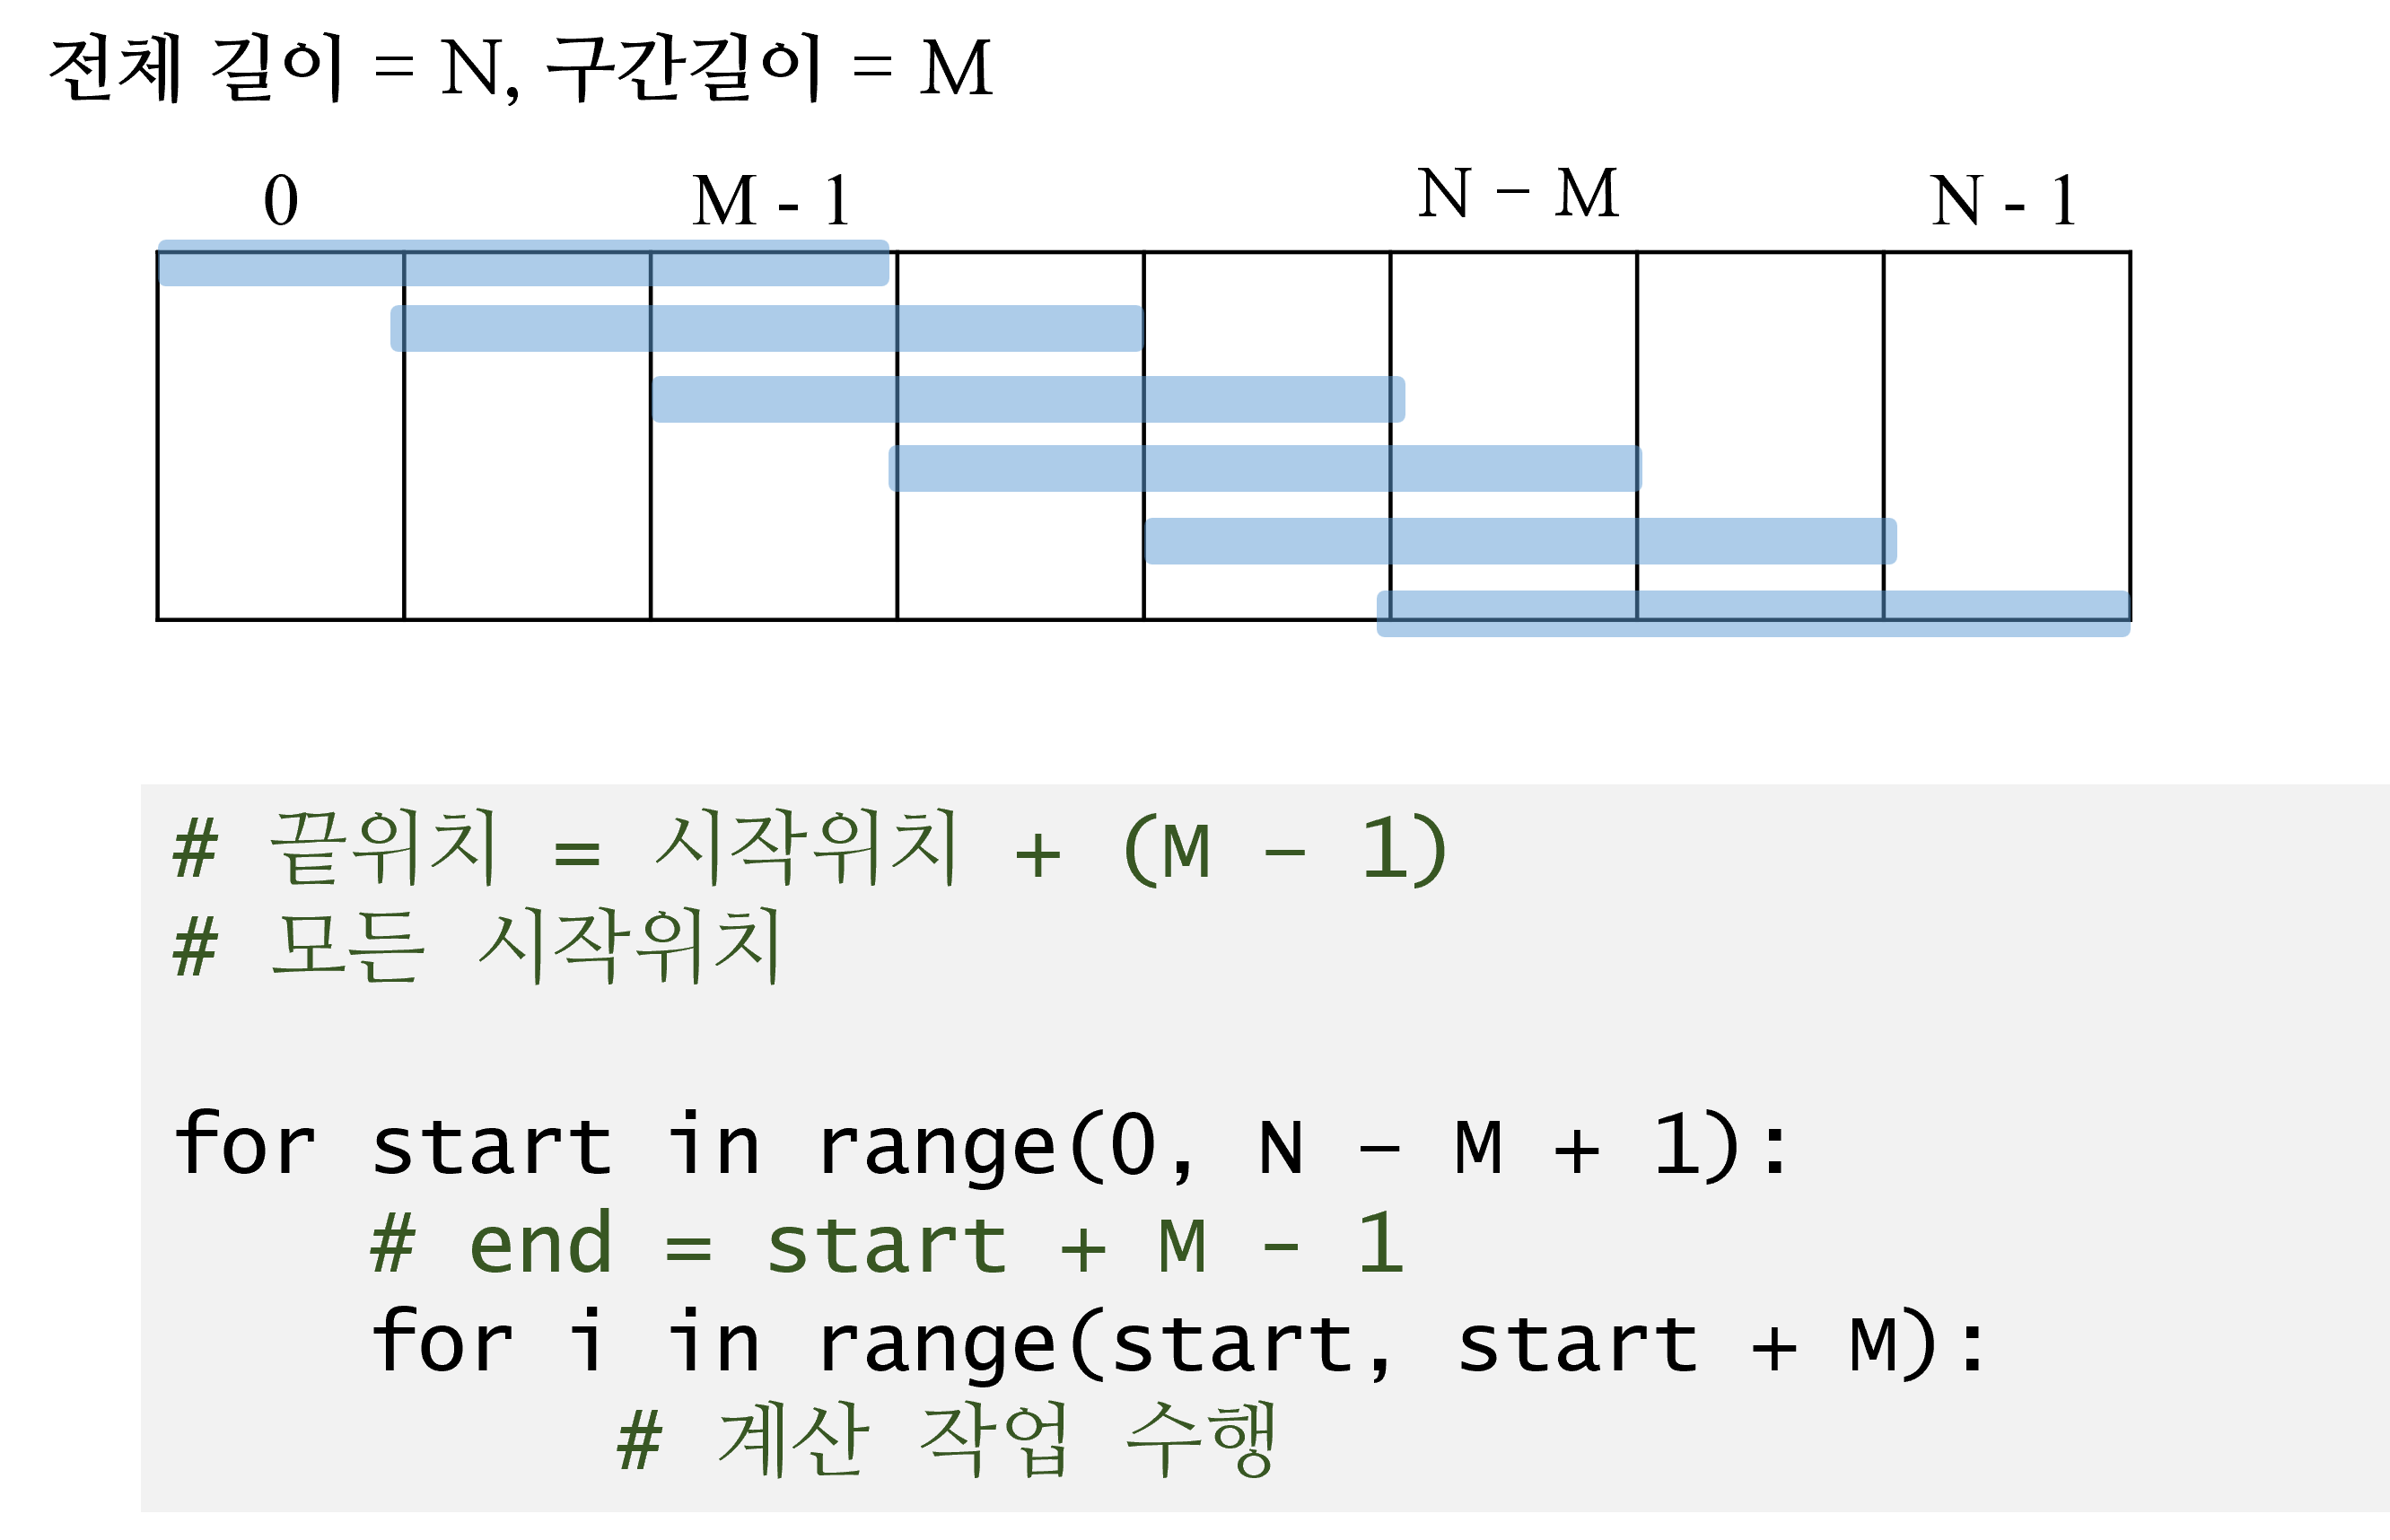 전체 길이 = N, 구간길이 = M
0 M - 1 N – M N - 1
# 끝위치 = 시작위치 + (M – 1)
# 모든 시작위치
for start in range(0, N – M + 1):
# end = start + M – 1
for i in range(start, start + M):
# 계산 작업 수행